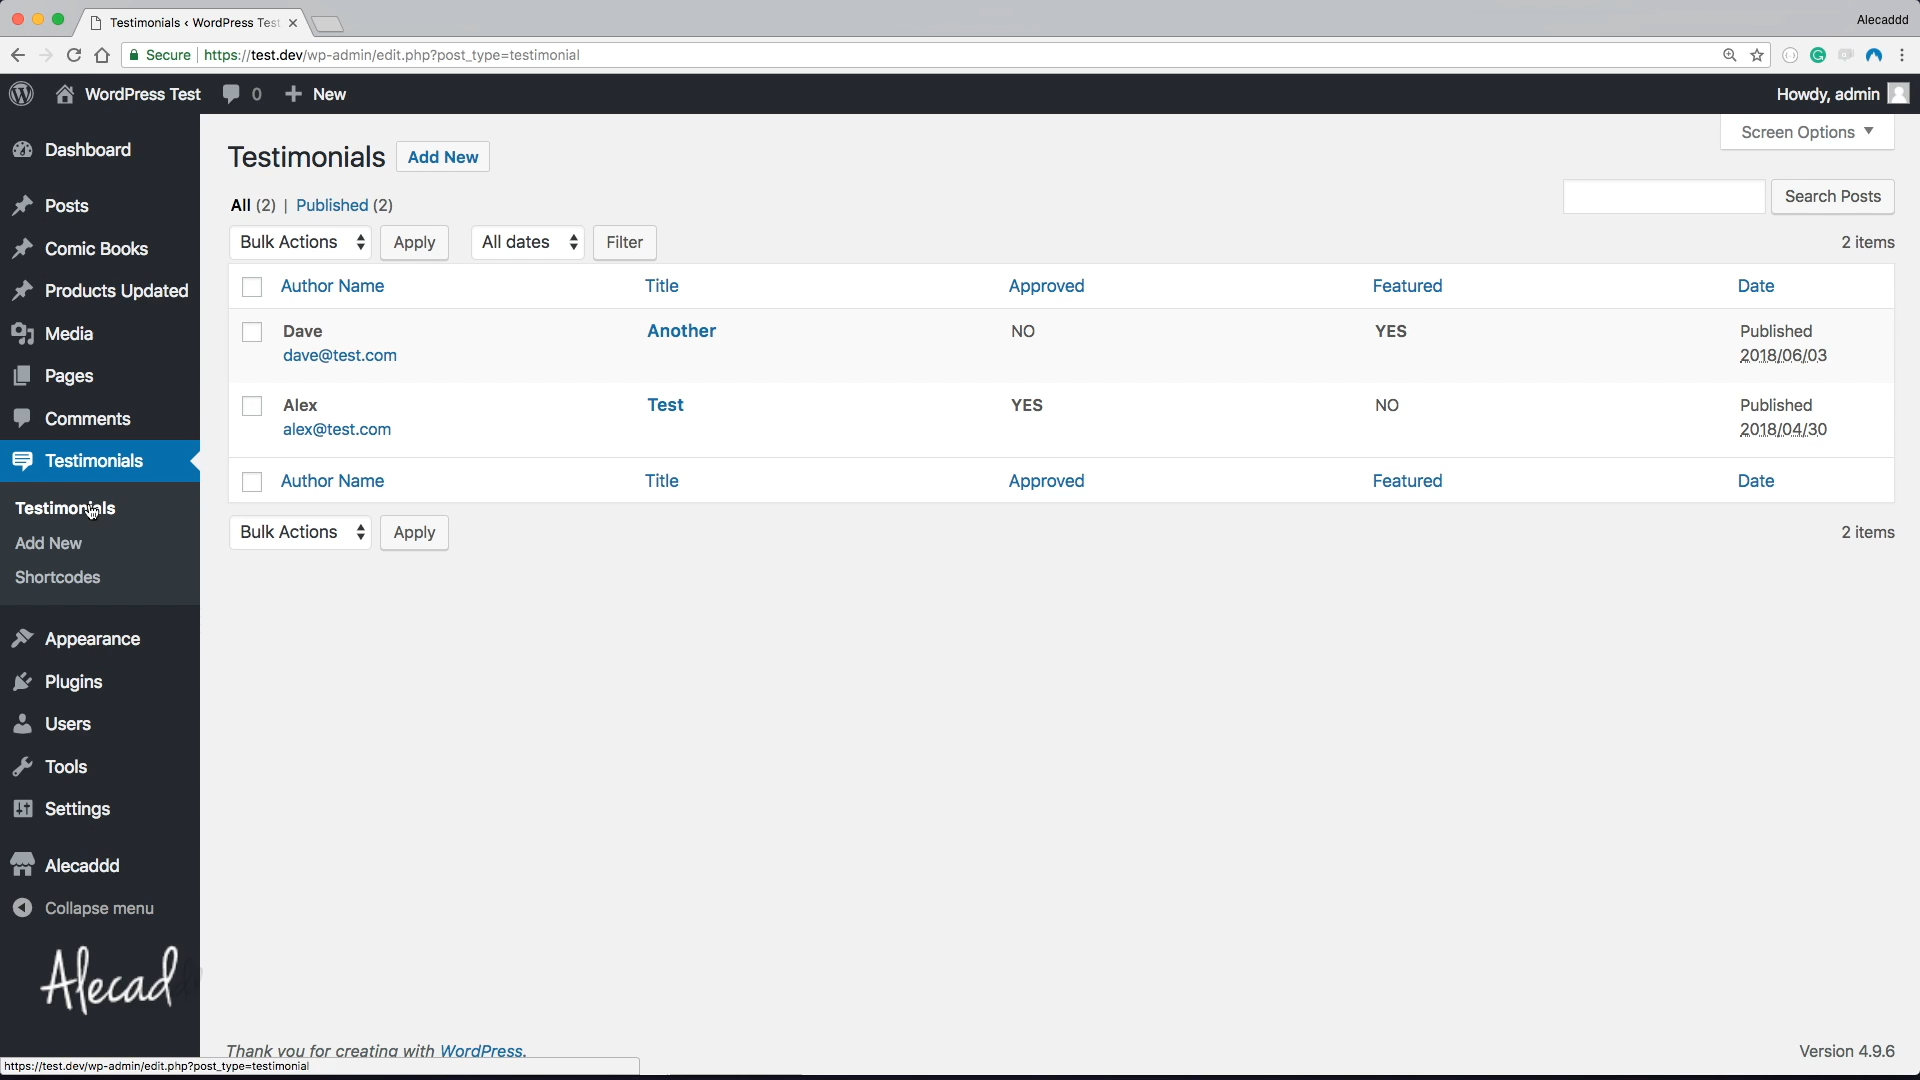 Testimonials ‹ WordPress Test
Alecaddd
Secure
https://test.dev/wp-admin/edit.php?post_type=testimonial
WordPress Test
0
New
Howdy, admin
Dashboard
Posts
Comic Books
Products Updated
Media
Pages
Comments
Testimonials
Testimonials
Add New
Shortcodes
Appearance
Plugins
Users
Tools
Settings
Alecaddd
Collapse menu
Alecad
Screen Options
Testimonials
Add New
All (2) | Published (2)
Search Posts
Bulk Actions
Apply
All dates
Filter
2 items
Author Name
Title
Approved
Featured
Date
Dave
dave@test.com
Another
NO
YES
Published
2018/06/03
Alex
alex@test.com
Test
YES
NO
Published
2018/04/30
Author Name
Title
Approved
Featured
Date
Bulk Actions
Apply
2 items
Thank you for creating with WordPress.
Version 4.9.6
https://test.dev/wp-admin/edit.php?post_type=testimonial